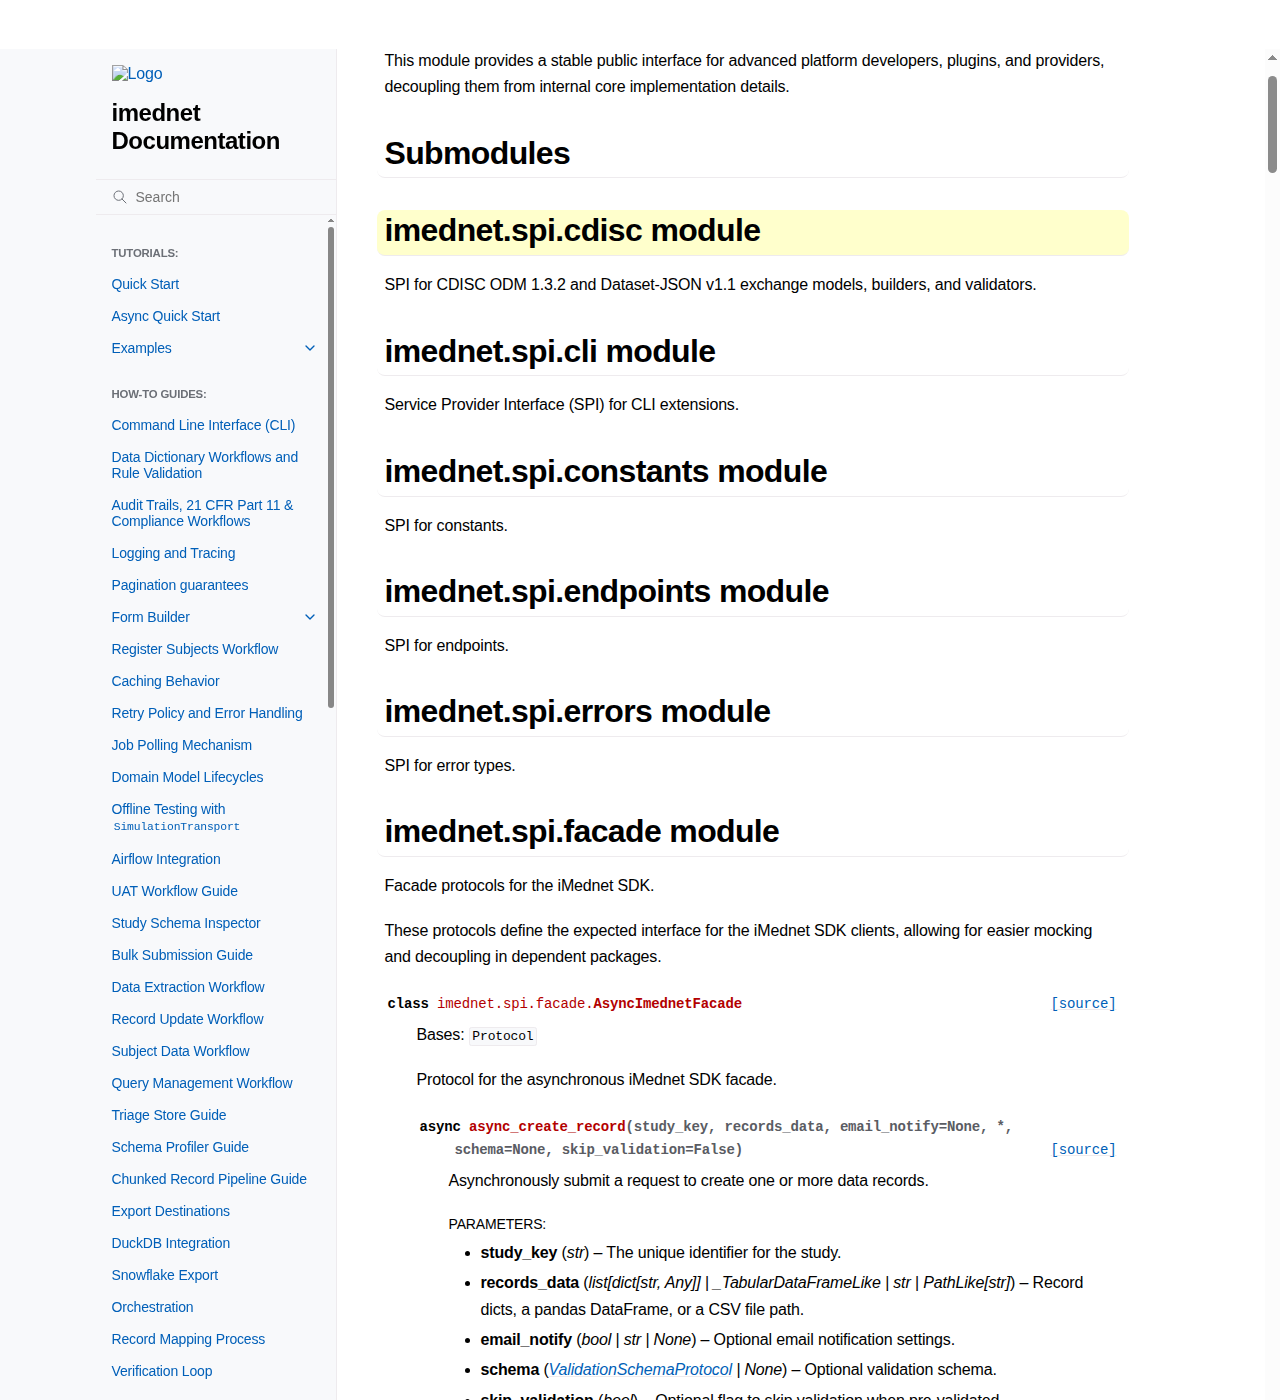 Logo
imednet
Documentation
Search
TUTORIALS:
Quick Start
Async Quick Start
Examples
HOW-TO GUIDES:
Command Line Interface (CLI)
Data Dictionary Workflows and
Rule Validation
Audit Trails, 21 CFR Part 11 &
Compliance Workflows
Logging and Tracing
Pagination guarantees
Form Builder
Register Subjects Workflow
Caching Behavior
Retry Policy and Error Handling
Job Polling Mechanism
Domain Model Lifecycles
Offline Testing with
SimulationTransport
Airflow Integration
UAT Workflow Guide
Study Schema Inspector
Bulk Submission Guide
Data Extraction Workflow
Record Update Workflow
Subject Data Workflow
Query Management Workflow
Triage Store Guide
Schema Profiler Guide
Chunked Record Pipeline Guide
Export Destinations
DuckDB Integration
Snowflake Export
Orchestration
Record Mapping Process
Verification Loop
This module provides a stable public interface for advanced platform developers, plugins, and providers,
decoupling them from internal core implementation details.
Submodules
imednet.spi.cdisc module
SPI for CDISC ODM 1.3.2 and Dataset-JSON v1.1 exchange models, builders, and validators.
imednet.spi.cli module
Service Provider Interface (SPI) for CLI extensions.
imednet.spi.constants module
SPI for constants.
imednet.spi.endpoints module
SPI for endpoints.
imednet.spi.errors module
SPI for error types.
imednet.spi.facade module
Facade protocols for the iMednet SDK.
These protocols define the expected interface for the iMednet SDK clients, allowing for easier mocking
and decoupling in dependent packages.
class imednet.spi.facade.AsyncImednetFacade [source]
Bases: Protocol
Protocol for the asynchronous iMednet SDK facade.
async async_create_record(study_key, records_data, email_notify=None, *,
schema=None, skip_validation=False) [source]
Asynchronously submit a request to create one or more data records.
PARAMETERS:
• study_key (str) – The unique identifier for the study.
• records_data (list[dict[str, Any]] | _TabularDataFrameLike | str | PathLike[str]) – Record
dicts, a pandas DataFrame, or a CSV file path.
• email_notify (bool | str | None) – Optional email notification settings.
• schema (ValidationSchemaProtocol | None) – Optional validation schema.
• skip_validation (bool) – Optional flag to skip validation when pre-validated.